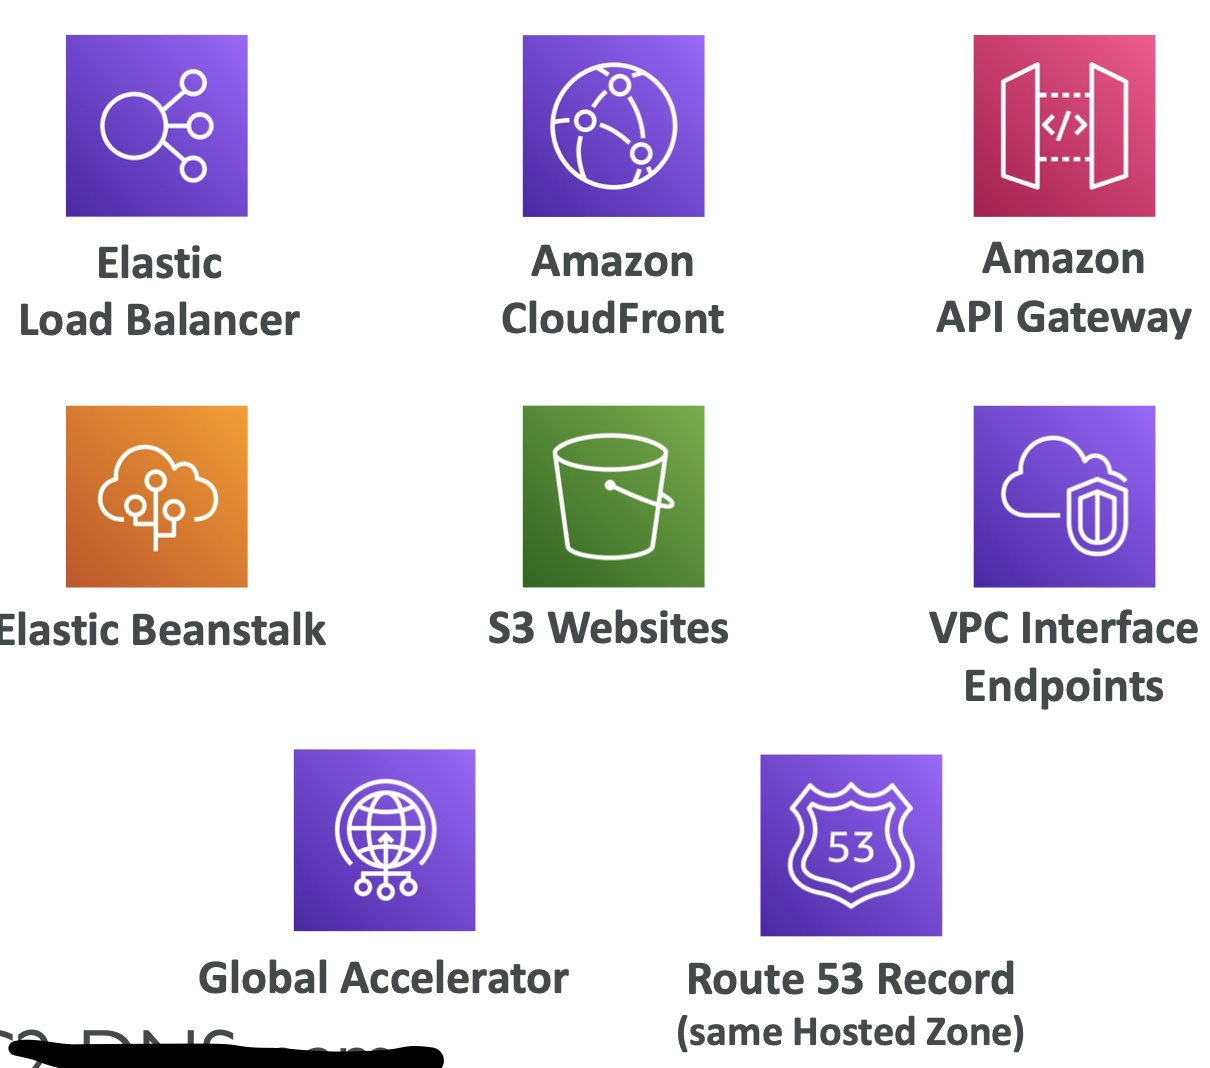 Elastic
Load Balancer
Amazon
CloudFront
Amazon
API Gateway
</>
Elastic Beanstalk
S3 Websites
VPC Interface
Endpoints
53
Global Accelerator
Route 53 Record
(same Hosted Zone)
DNS